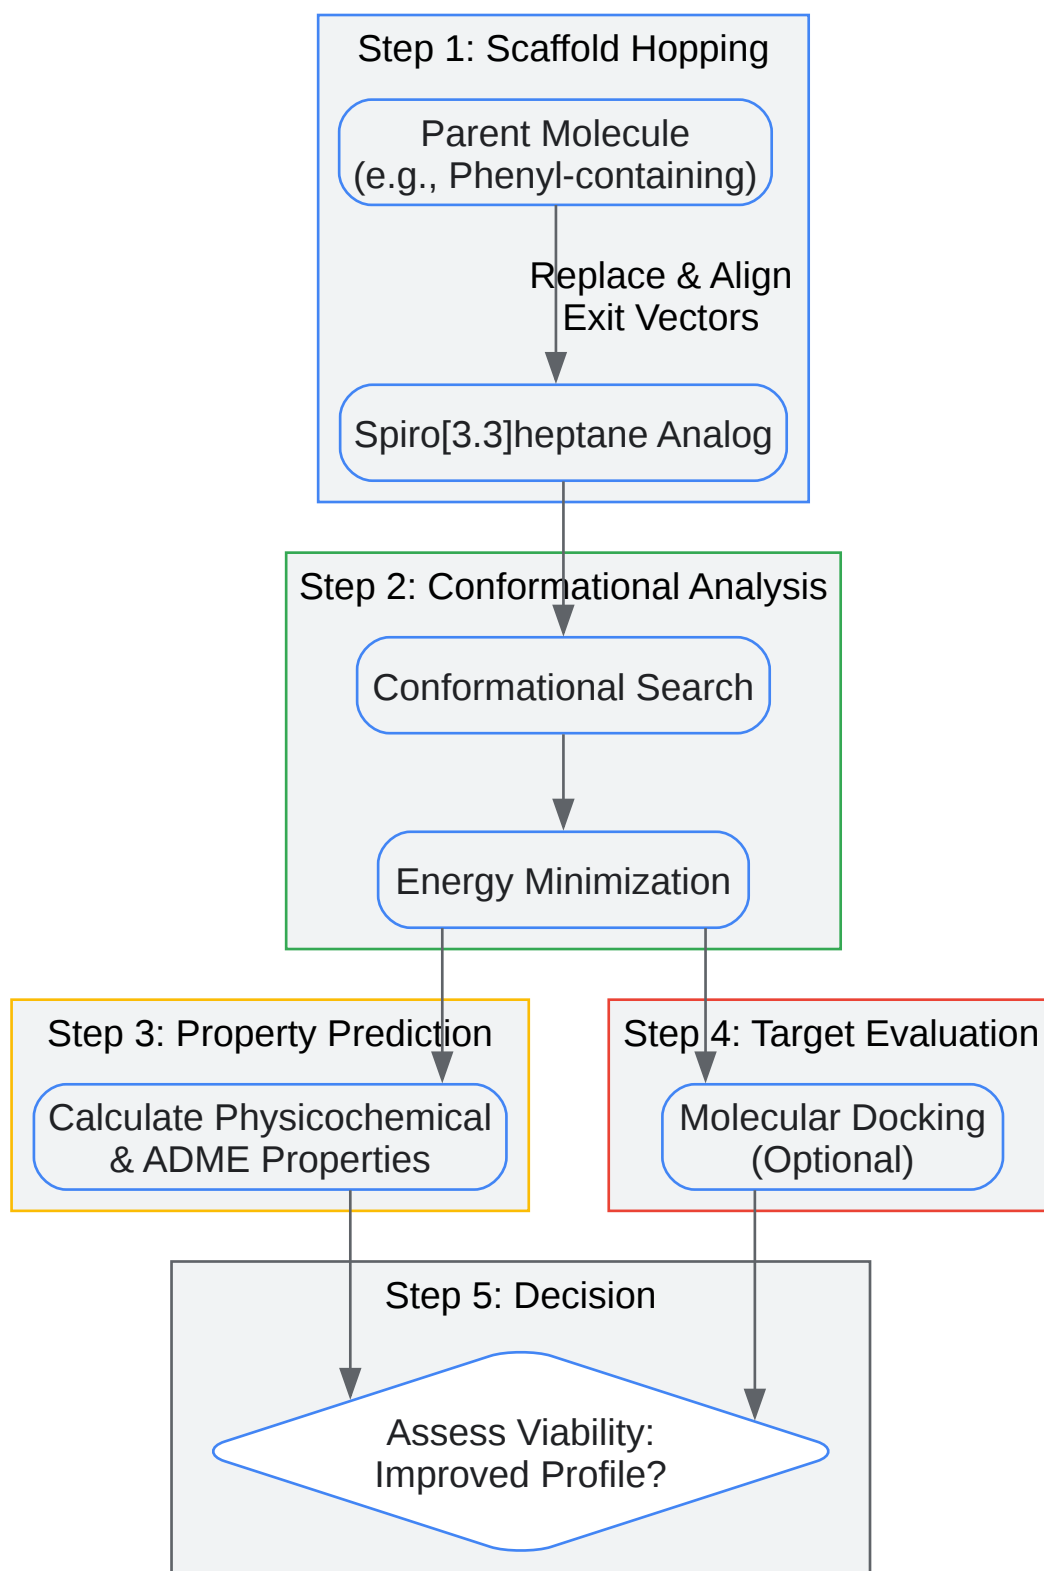 Step 1: Scaffold Hopping
Parent Molecule
(e.g., Phenyl-containing)
Replace & Align
Exit Vectors
Spiro[3.3]heptane Analog
Step 2: Conformational Analysis
Conformational Search
Energy Minimization
Step 3: Property Prediction
Calculate Physicochemical
& ADME Properties
Step 4: Target Evaluation
Molecular Docking
(Optional)
Step 5: Decision
Assess Viability:
Improved Profile?